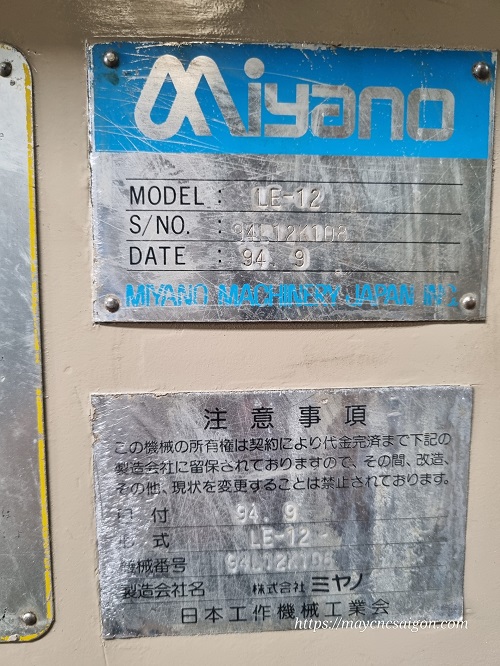 Miyano
MODEL : LE-12
S/NO. :
DATE : 94. 9
MIYANO MACHINERY JAPAN INC.
注意事項
この機械の所有権は契約により代金完済まで下記の
製造会社に留保されておりますので、その間、改造、
その他、現状を変更することは禁止されております。
日付 94. 9
型式 LE-12
機械番号
製造会社名 株式会社 ミヤノ
日本工作機械工業会
https://maycncsaigon.com/